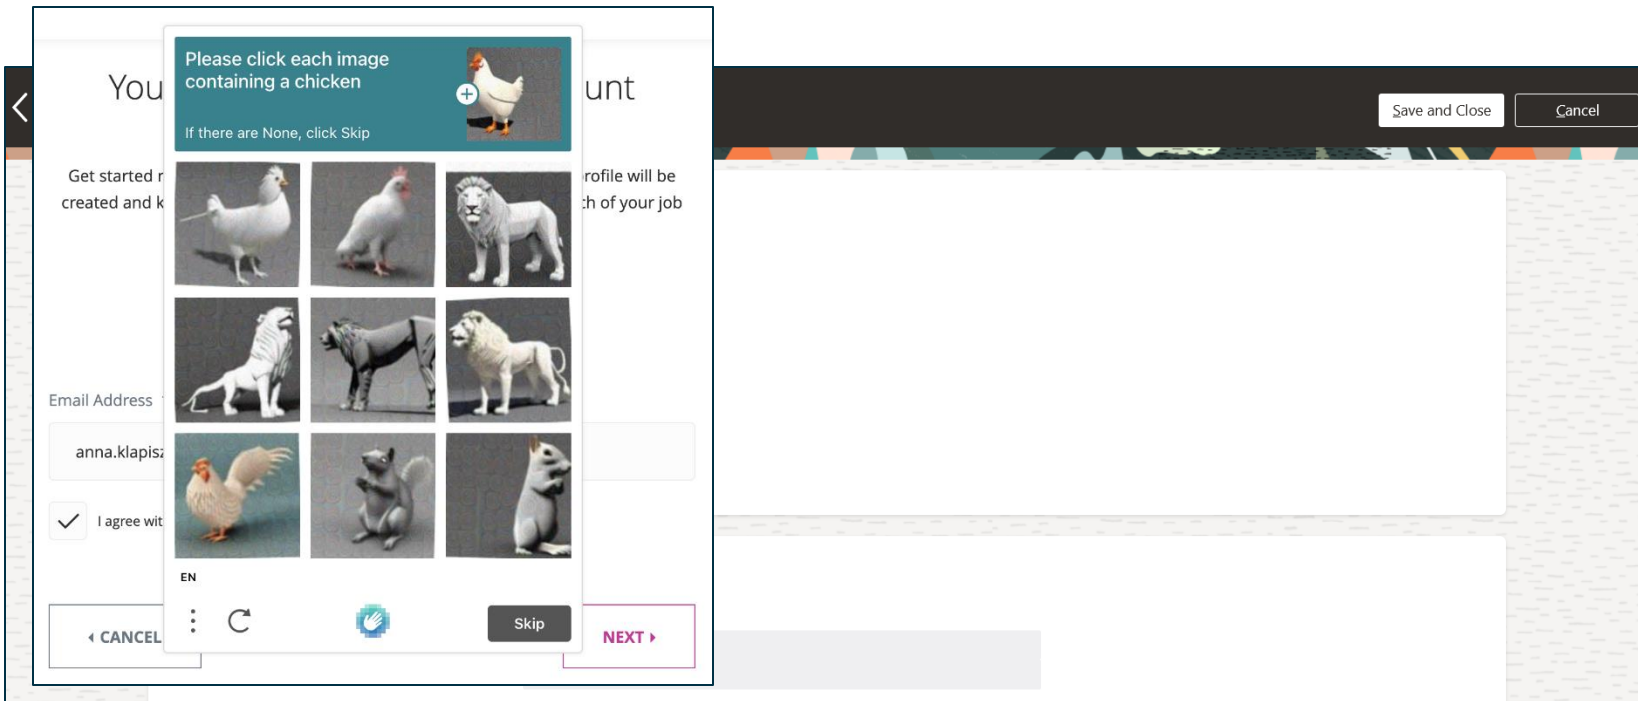 You
unt
Please click each image
containing a chicken
If there are None, click Skip
Save and Close
Cancel
Get started
rofile will be
created and k
th of your job
Email Address
anna.klapisz
I agree wit
EN
CANCEL
Skip
NEXT